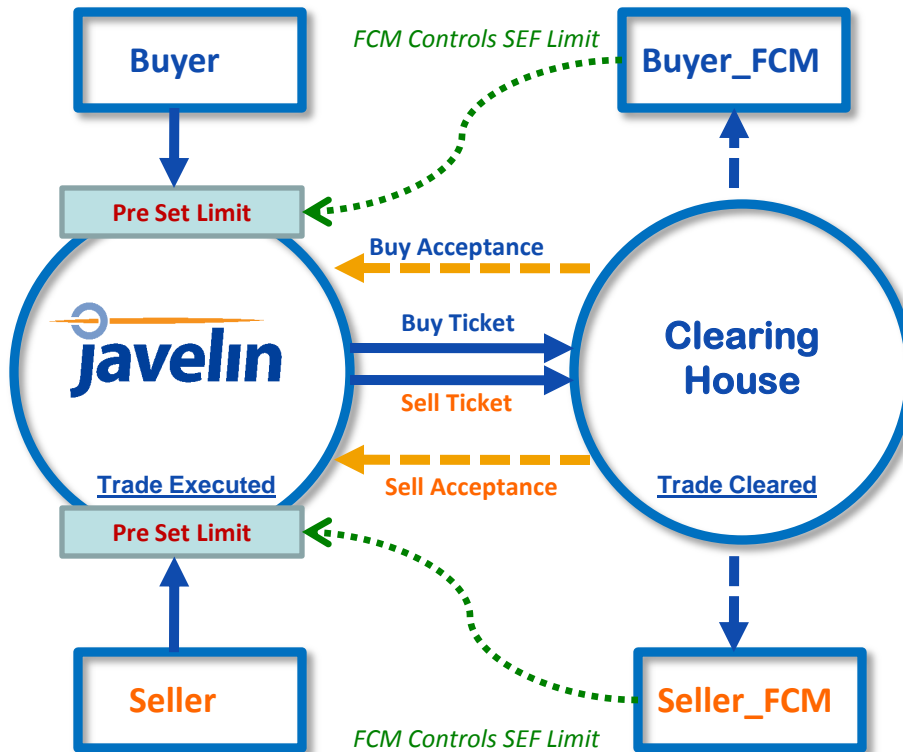 Buyer
FCM Controls SEF Limit
Buyer_FCM
Pre Set Limit
Buy Acceptance
javelin
Buy Ticket
Clearing
House
Sell Ticket
Trade Executed
Sell Acceptance
Trade Cleared
Pre Set Limit
Seller
Seller_FCM
FCM Controls SEF Limit